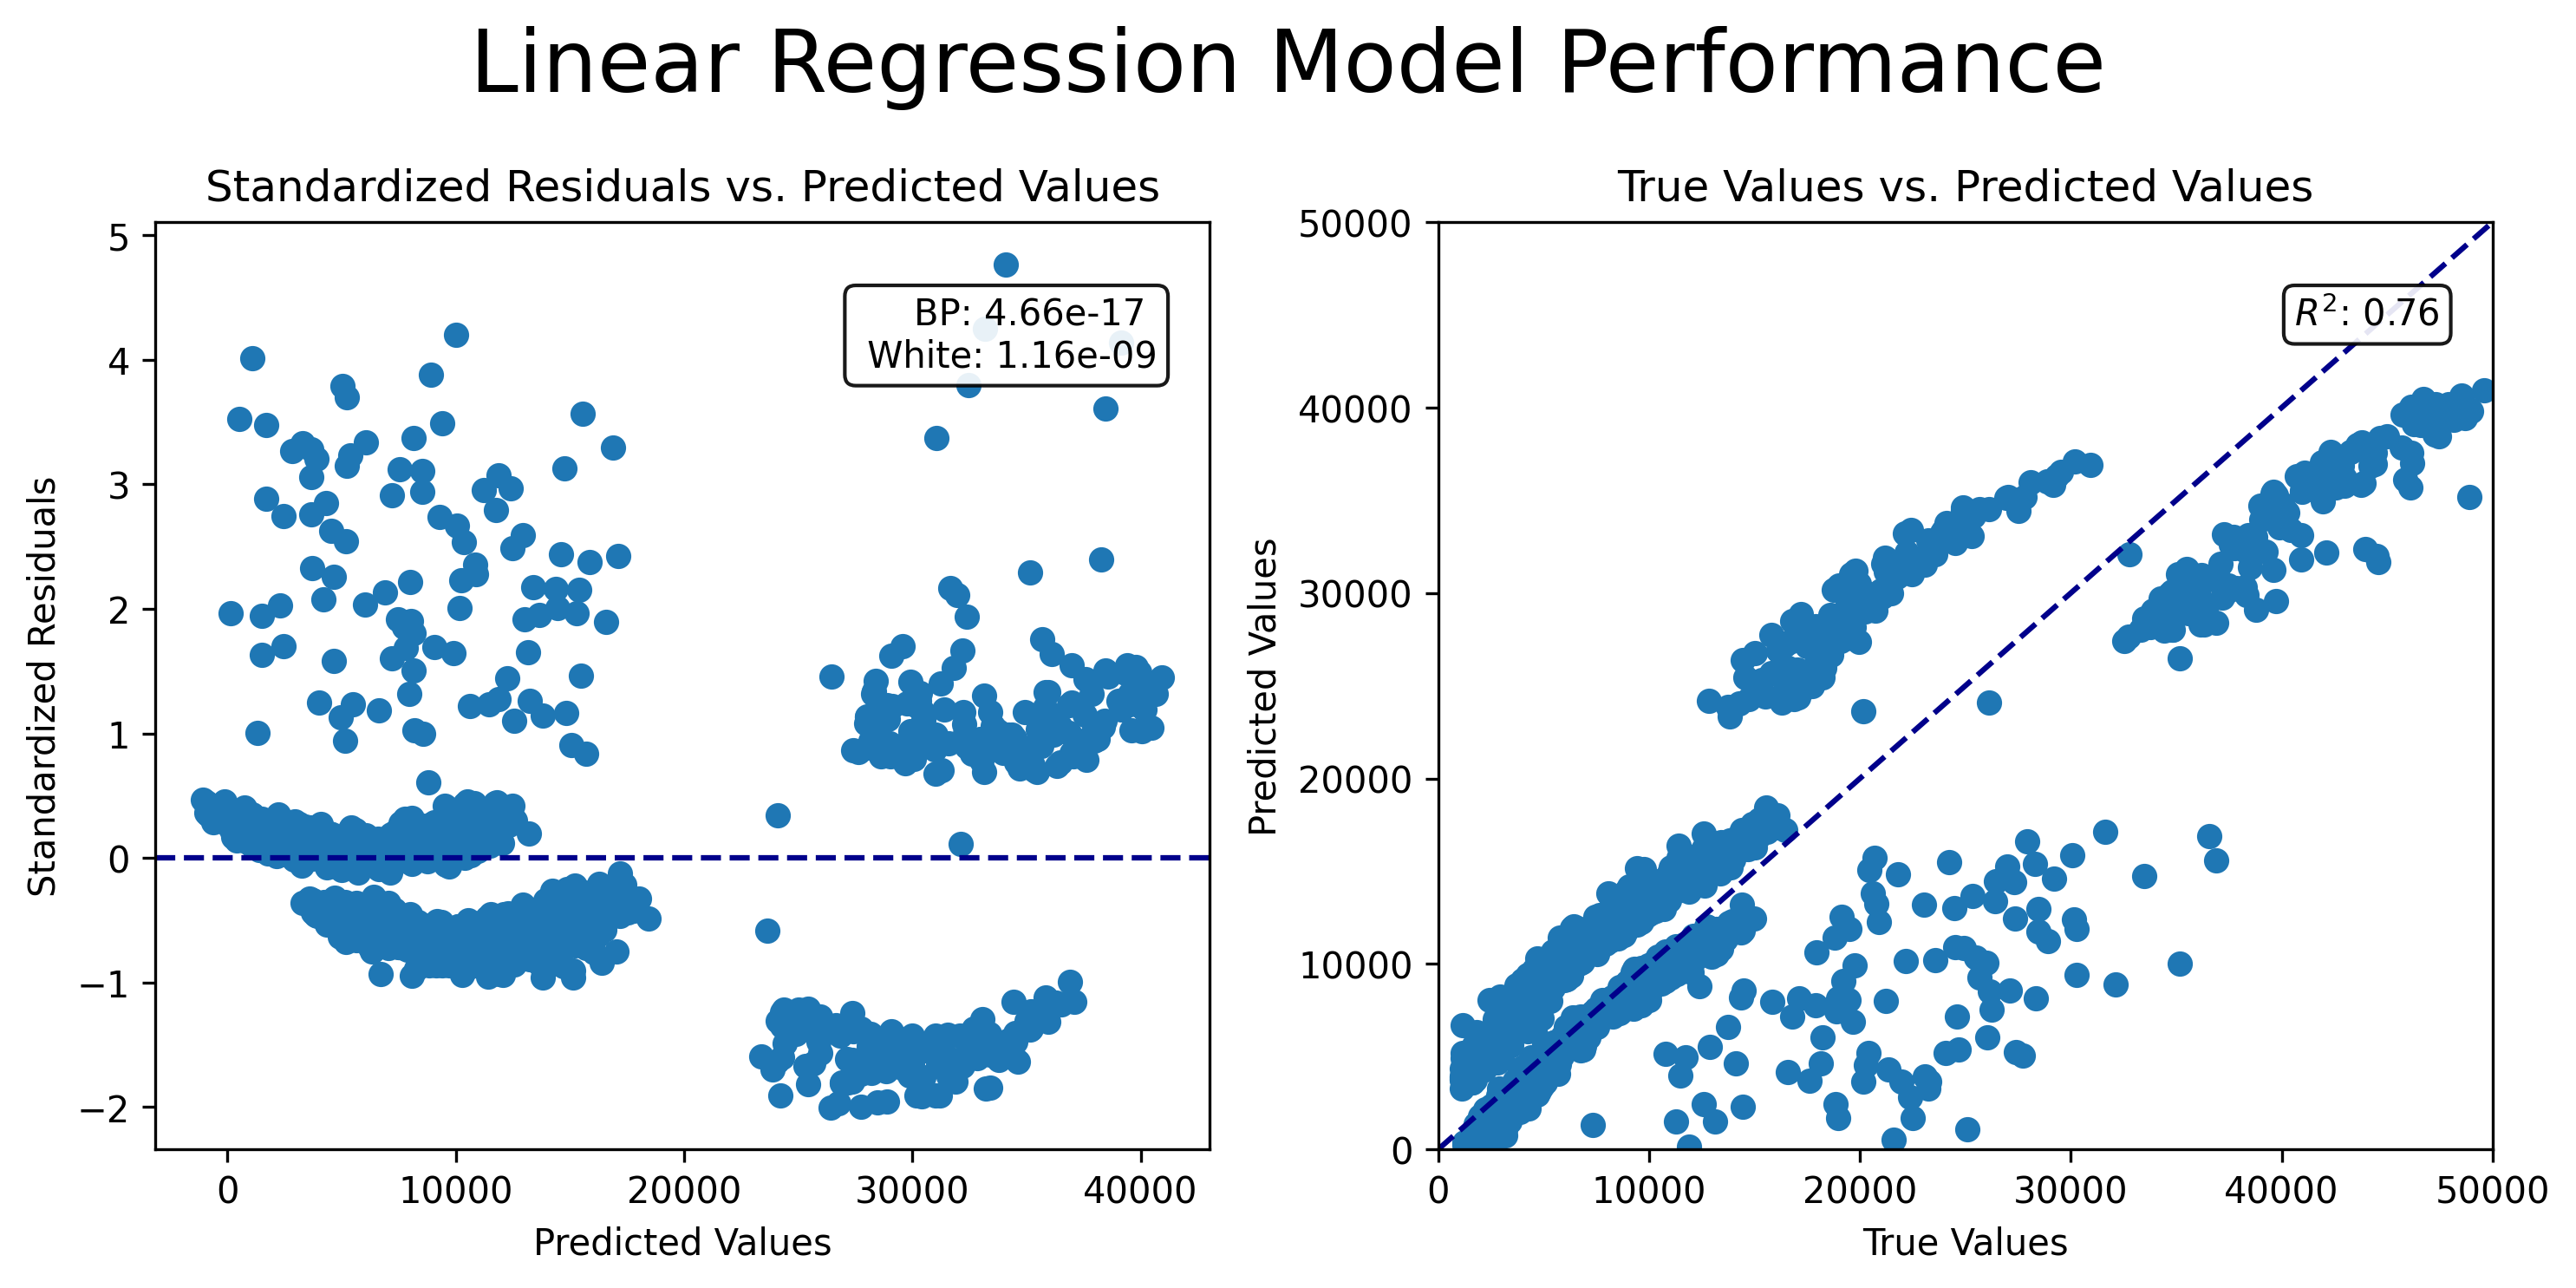 Linear Regression Model Performance
Standardized Residuals vs. Predicted Values
5
4
3
2
1
0
−1
−2
Standardized Residuals
BP: 4.66e-17
White: 1.16e-09
0 10000 20000 30000 40000
Predicted Values
True Values vs. Predicted Values
50000
40000
30000
20000
10000
0
Predicted Values
R²: 0.76
0 10000 20000 30000 40000 50000
True Values